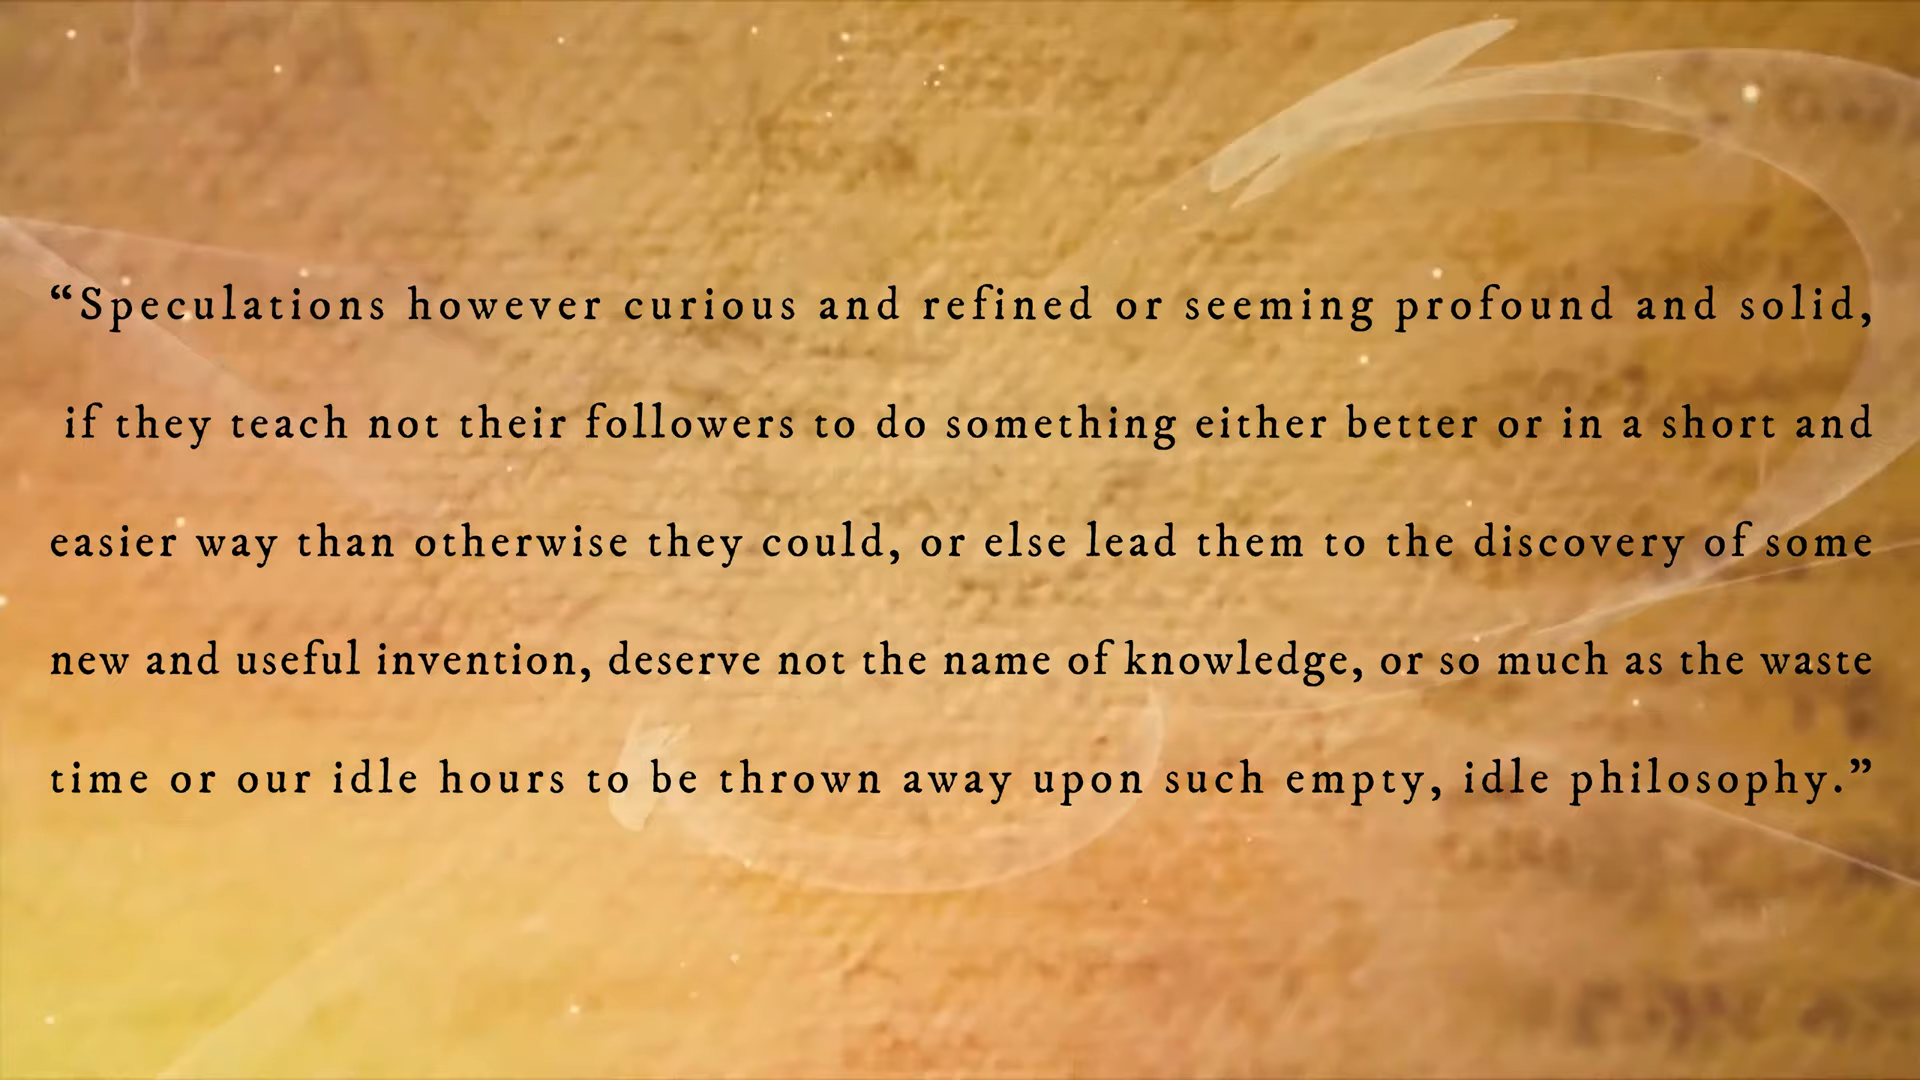 “Speculations however curious and refined or seeming profound and solid,
if they teach not their followers to do something either better or in a short and
easier way than otherwise they could, or else lead them to the discovery of some
new and useful invention, deserve not the name of knowledge, or so much as the waste
time or our idle hours to be thrown away upon such empty, idle philosophy.”